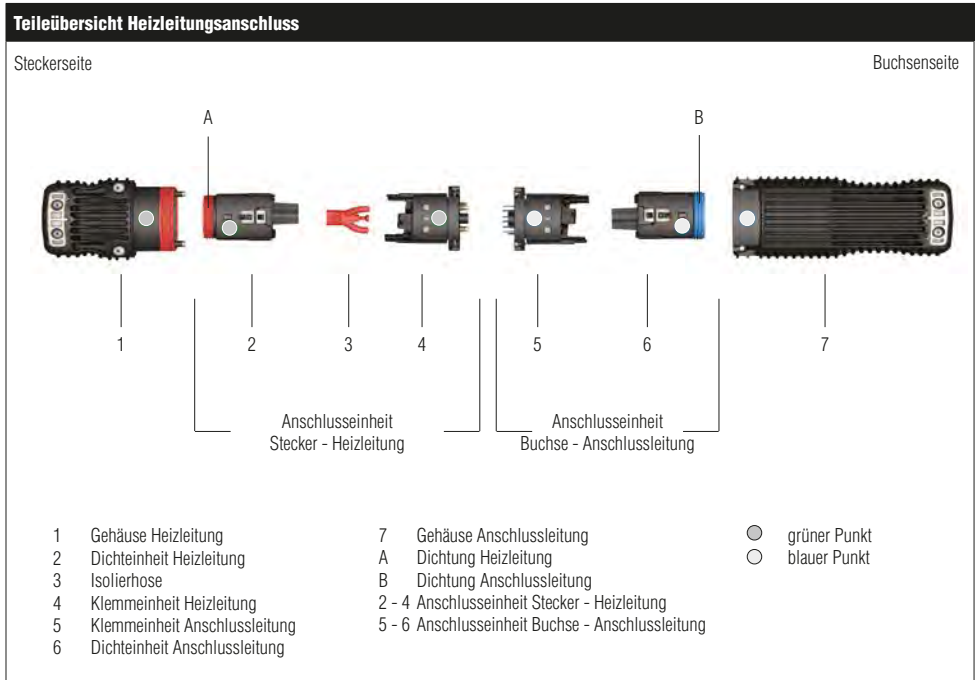 Teileübersicht Heizleitungsanschluss
Steckerseite
Buchsenseite
A
B
1
2
3
4
5
6
7
Anschlusseinheit
Stecker - Heizleitung
Anschlusseinheit
Buchse - Anschlussleitung
1 Gehäuse Heizleitung
2 Dichteinheit Heizleitung
3 Isolierhose
4 Klemmeinheit Heizleitung
5 Klemmeinheit Anschlussleitung
6 Dichteinheit Anschlussleitung
7 Gehäuse Anschlussleitung
A Dichtung Heizleitung
B Dichtung Anschlussleitung
2 - 4 Anschlusseinheit Stecker - Heizleitung
5 - 6 Anschlusseinheit Buchse - Anschlussleitung
grüner Punkt
blauer Punkt